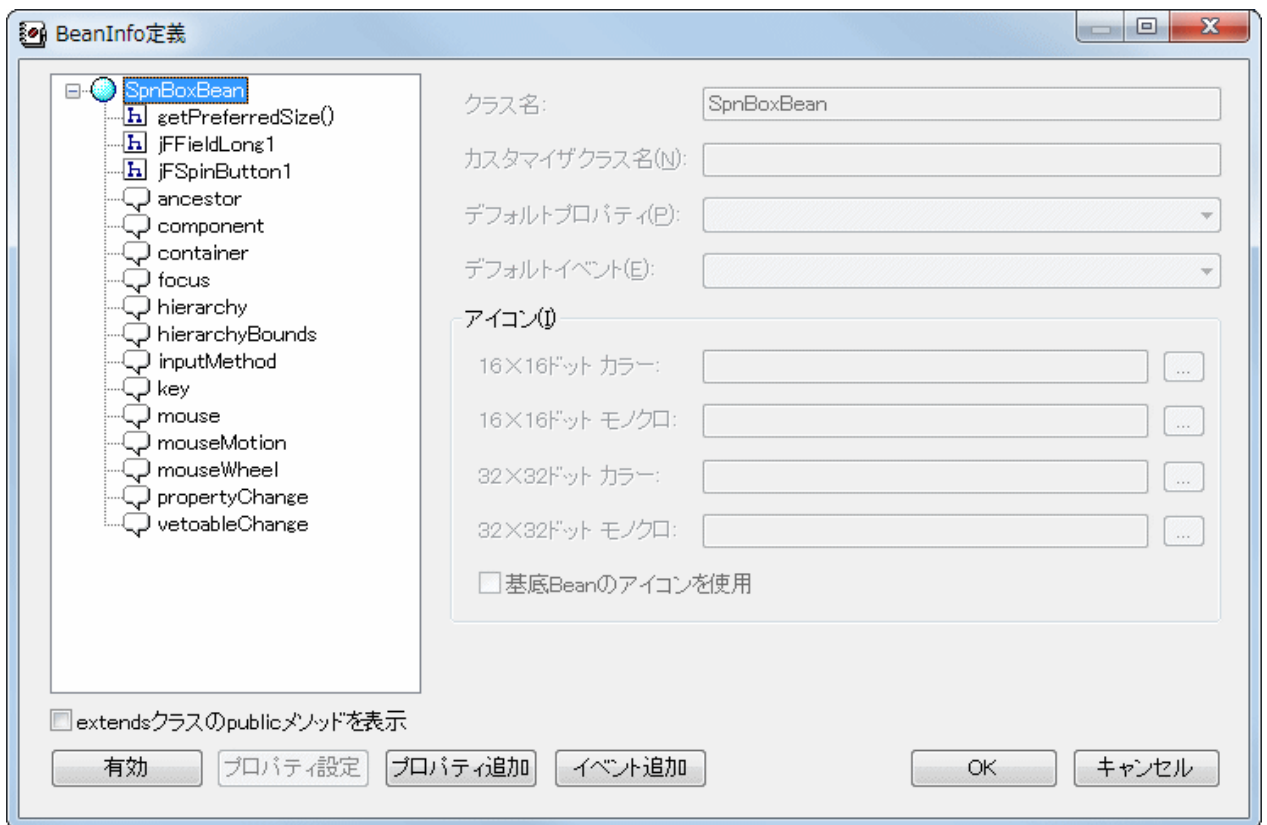 BeanInfo定義
SpnBoxBean
getPreferredSize()
jFFieldLong1
jFSpinButton1
ancestor
component
container
focus
hierarchy
hierarchyBounds
inputMethod
key
mouse
mouseMotion
mouseWheel
propertyChange
vetoableChange
クラス名: SpnBoxBean
カスタマイザクラス名(N):
デフォルトプロパティ(P):
デフォルトイベント(E):
アイコン(I)
16×16ドット カラー: ...
16×16ドット モノクロ: ...
32×32ドット カラー: ...
32×32ドット モノクロ: ...
基底Beanのアイコンを使用
extendsクラスのpublicメソッドを表示
有効 プロパティ設定 プロパティ追加 イベント追加 OK キャンセル